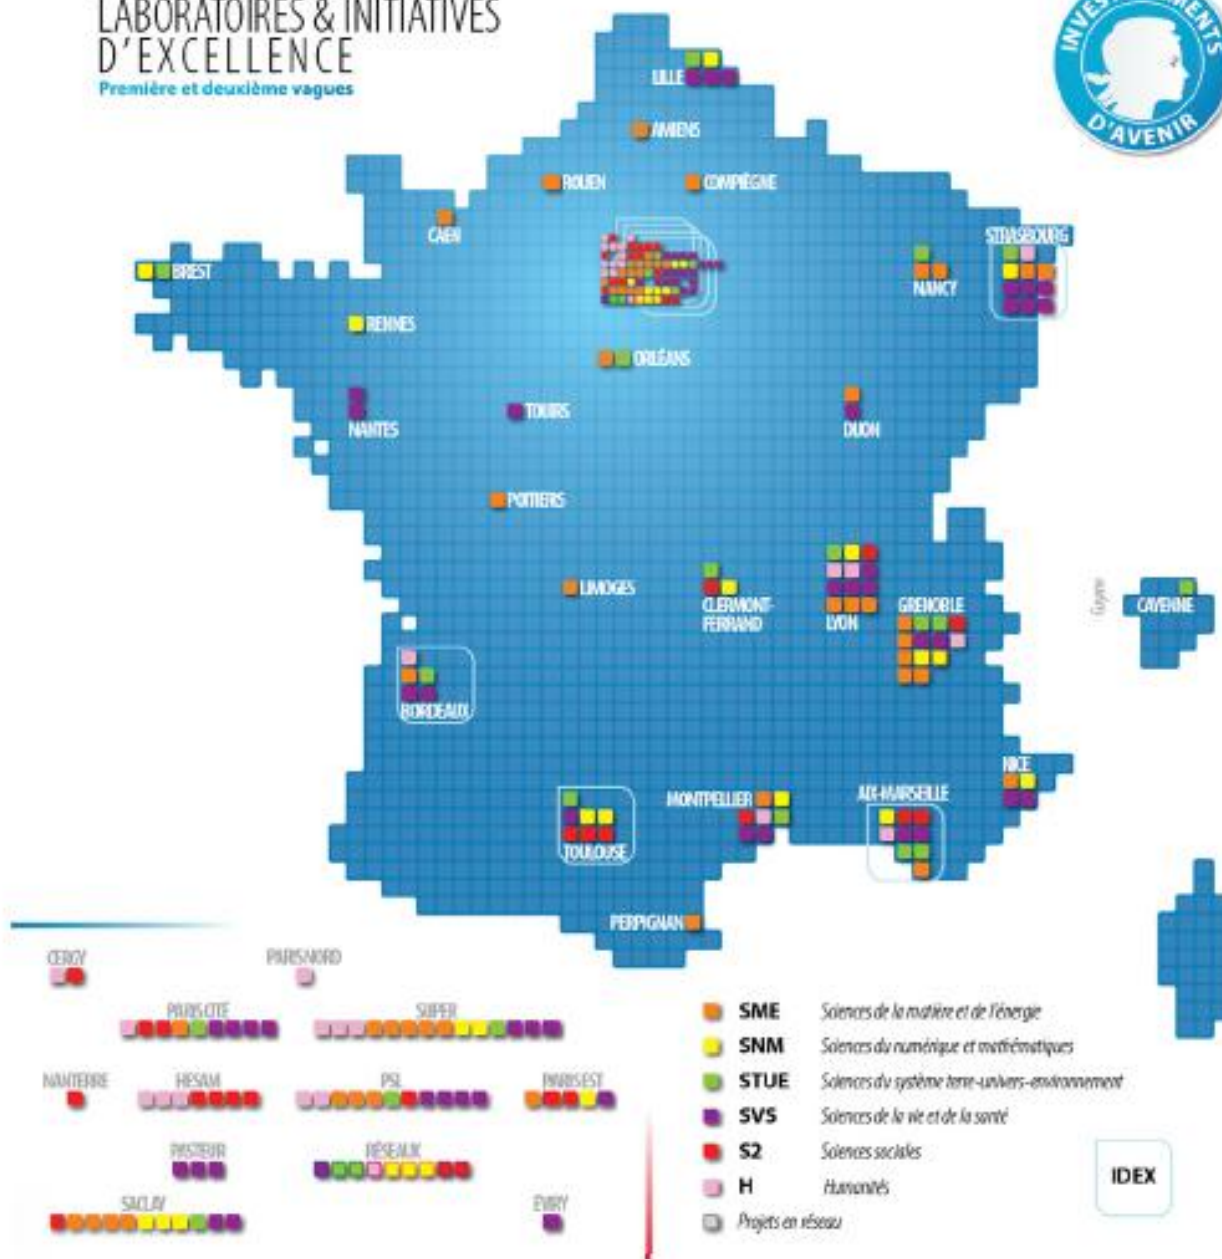 LABORATOIRES & INITIATIVES
D'EXCELLENCE
Première et deuxième vagues
INVESTISSEMENTS
D'AVENIR
LILLE
AMIENS
ROUEN
COMPIÈGNE
CAEN
STRASBOURG
BREST
NANCY
RENNES
ORLÉANS
NANTES
TOURS
DIJON
POITIERS
LIMOGES
CLERMONT-
FERRAND
LYON
GRENOBLE
Guyane
CAYENNE
BORDEAUX
NICE
MONTPELLIER
AIX-MARSEILLE
TOULOUSE
PERPIGNAN
CERGY
PARIS NORD
PARIS CITÉ
SUPER
NANTERRE
HESAM
PSL
PARIS EST
PASTEUR
RÉSEAUX
SACLAY
EVRY
SME Sciences de la matière et de l'énergie
SNM Sciences du numérique et mathématiques
STUE Sciences du système terre-univers-environnement
SVS Sciences de la vie et de la santé
S2 Sciences sociales
H Humanités
Projets en réseau
IDEX